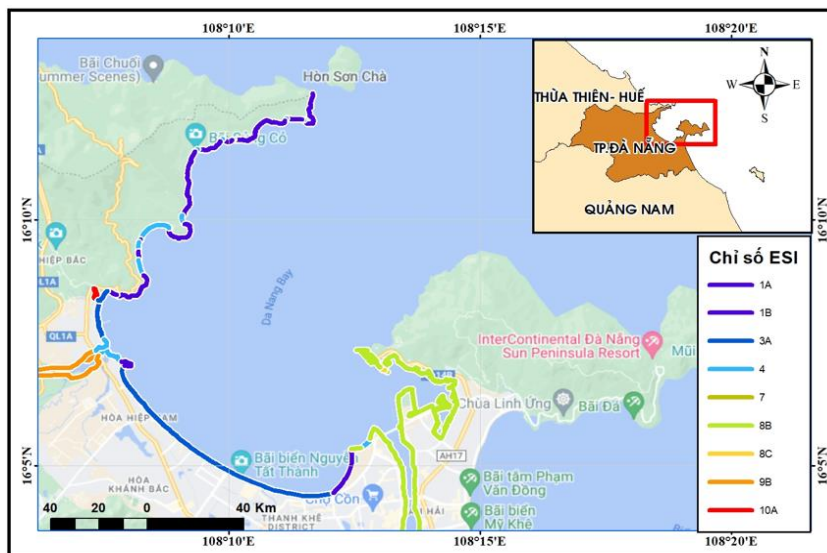 108°10'E
108°15'E
108°20'E
Bãi Chuối
ummer Scenes)
Hòn Sơn Chà
N
W
E
S
THỪA THIÊN- HUẾ
TP.ĐÀ NẴNG
QUẢNG NAM
16°10'N
16°10'N
HIỆP BẮC
QL1A
Da Nang Bay
QL1A
InterContinental Đà Nẵng
Sun Peninsula Resort
Mũi
Chùa Linh Ứng
Bãi Đá
HÒA HIỆP NAM
Bãi biển Nguyễn
Tất Thành
AH17
16°5'N
16°5'N
HÒA
KHÁNH BẮC
Bãi tắm Phạm
Văn Đồng
Chợ Cồn
THANH KHÊ
DISTRICT
Bãi biển
Mỹ Khê
40
20
0
40 Km
Chỉ số ESI
1A
1B
3A
4
7
8B
8C
9B
10A
108°10'E
108°15'E
108°20'E